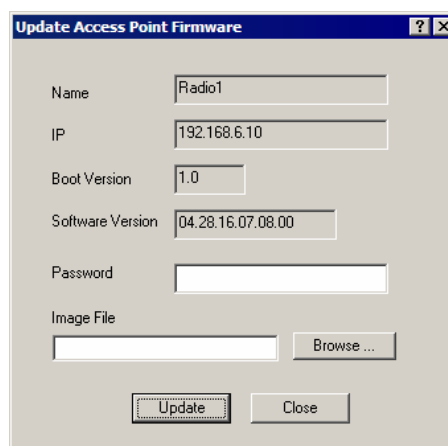 Update Access Point Firmware
Name Radio1
IP 192.168.6.10
Boot Version 1.0
Software Version 04.28.16.07.08.00
Password
Image File
Browse ...
Update Close